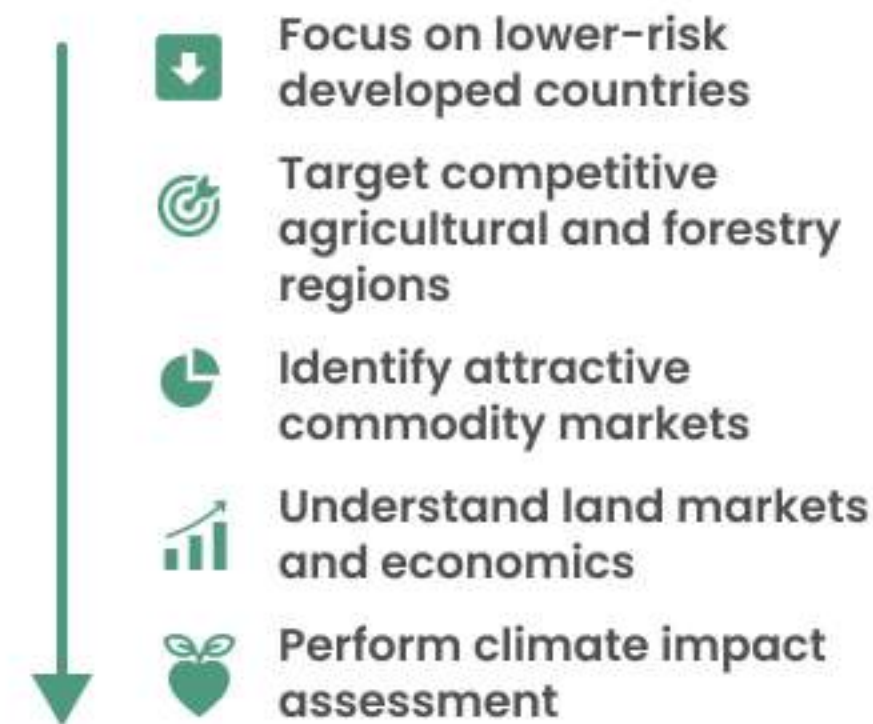 Focus on lower-risk
developed countries
Target competitive
agricultural and forestry
regions
Identify attractive
commodity markets
Understand land markets
and economics
Perform climate impact
assessment